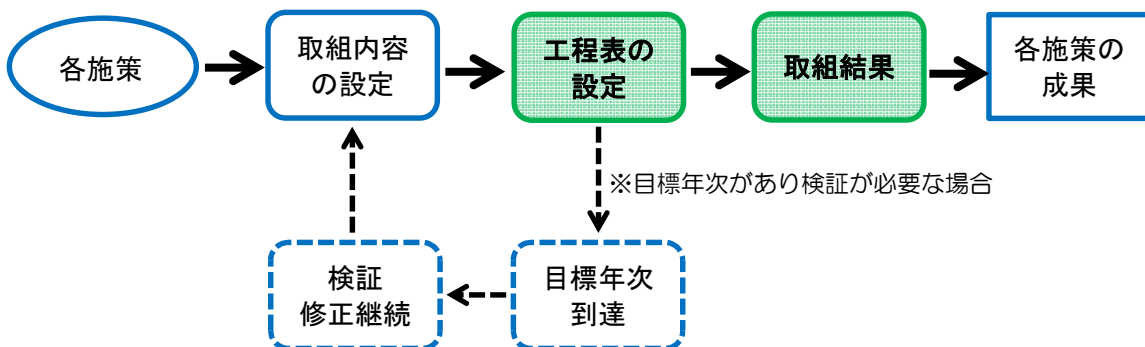 各施策
取組内容
の設定
工程表の
設定
取組結果
各施策の
成果
※目標年次があり検証が必要な場合
検証
修正継続
目標年次
到達